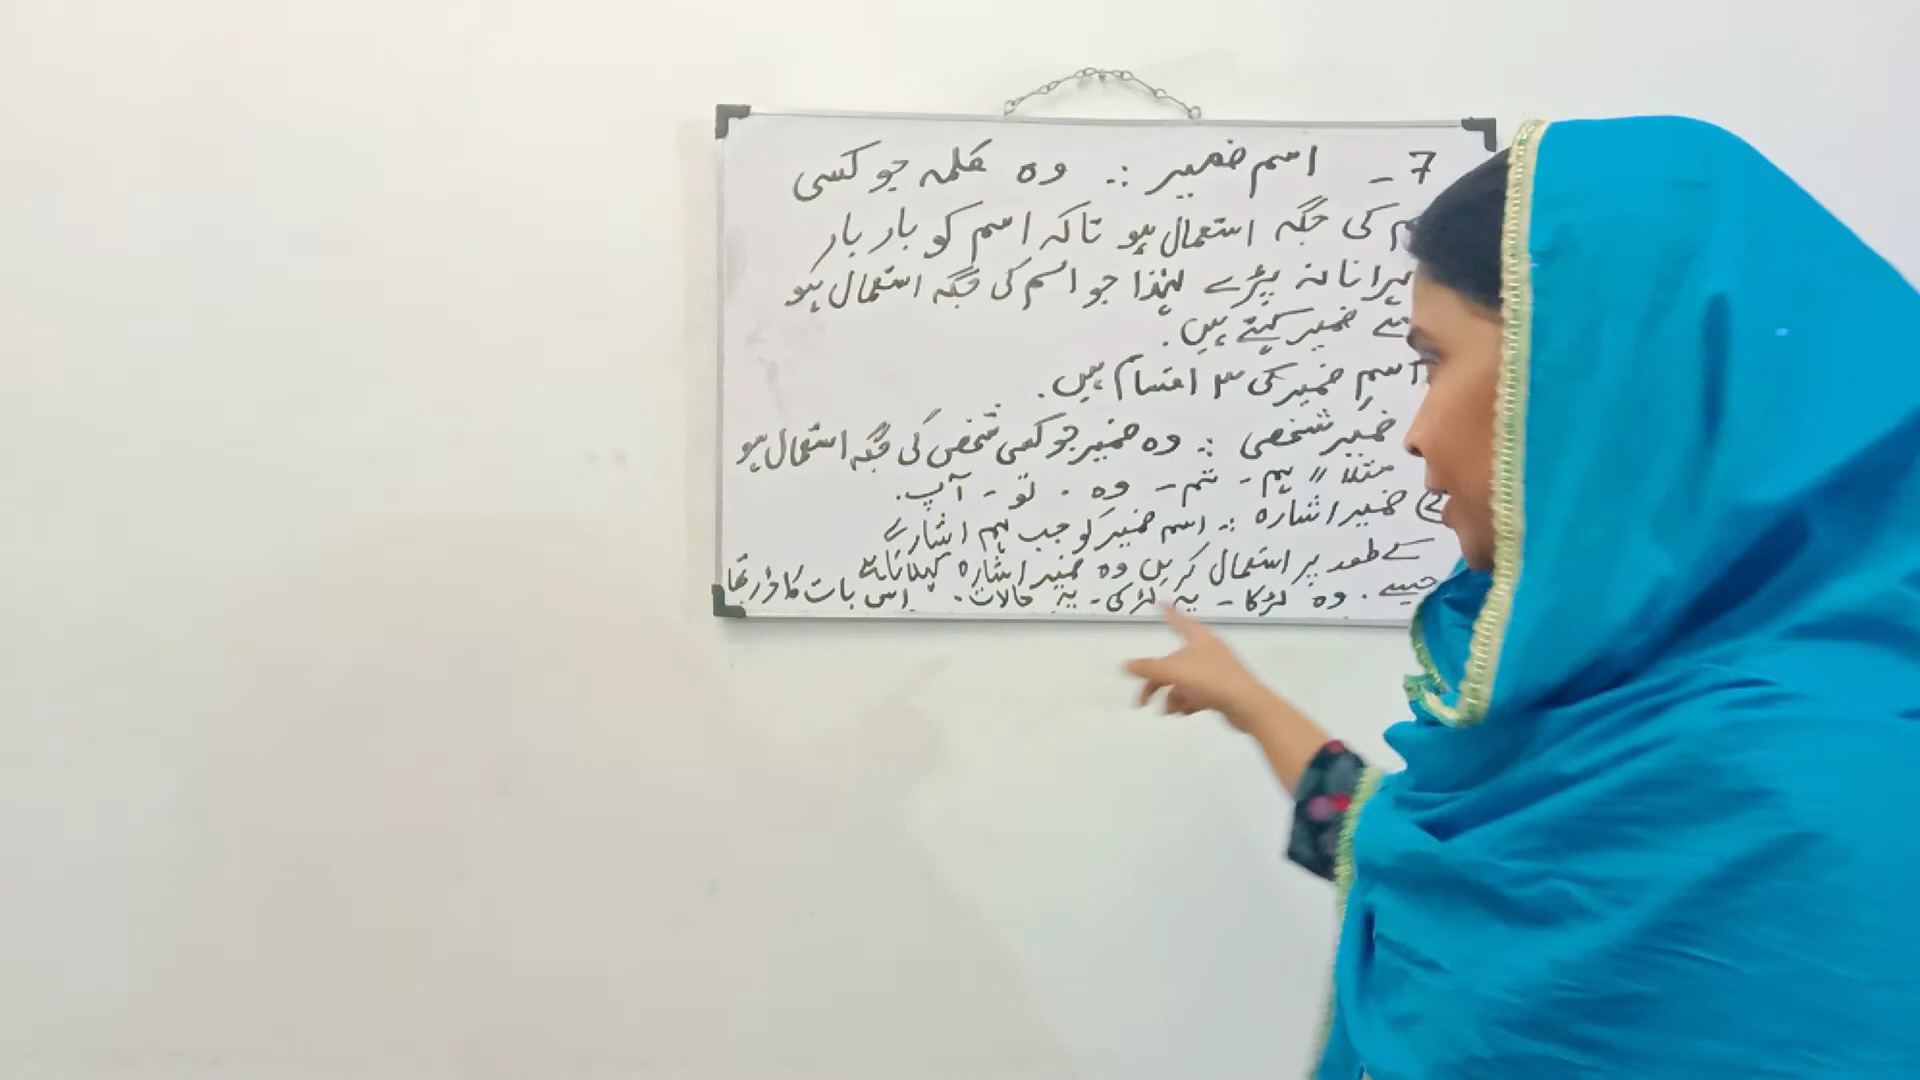 7 - اسم ضمیر :. وہ کلمہ جو کسی
کی جگہ استعمال ہو تاکہ اسم کو بار بار
نہ پڑے لہٰذا جو اسم کی جگہ استعمال ہو
ضمیر کہتے ہیں.
اسمِ ضمیر کی ۳ اقسام ہیں.
ضمیر شخصی :. وہ ضمیر جو کسی شخص کی جگہ استعمال ہو
مثلاً " ہم - تم - وہ - تو - آپ.
ضمیر اشارہ :. اسم ضمیر کو جب ہم اشارے
کے طور پر استعمال کریں وہ ضمیر اشارہ کہلاتا ہے
جیسے. وہ لڑکا - یہ لڑکی - یہ حالات. اس بات کا ڈر تھا